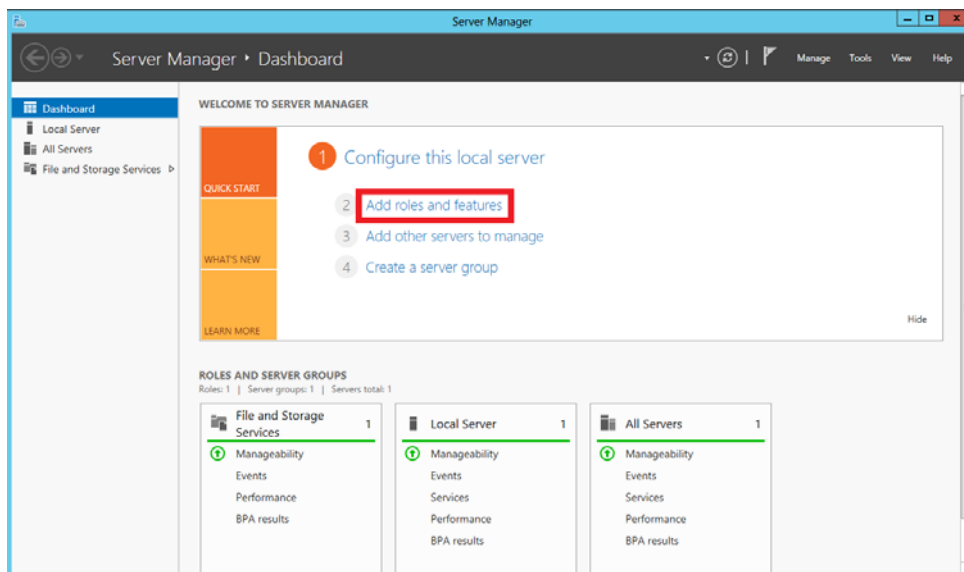 Server Manager
Server Manager • Dashboard
Manage Tools View Help
Dashboard
Local Server
All Servers
File and Storage Services
WELCOME TO SERVER MANAGER
QUICK START
WHAT'S NEW
LEARN MORE
1 Configure this local server
2 Add roles and features
3 Add other servers to manage
4 Create a server group
Hide
ROLES AND SERVER GROUPS
Roles: 1 | Server groups: 1 | Servers total: 1
File and Storage
Services 1
Manageability
Events
Performance
BPA results
Local Server 1
Manageability
Events
Services
Performance
BPA results
All Servers 1
Manageability
Events
Services
Performance
BPA results